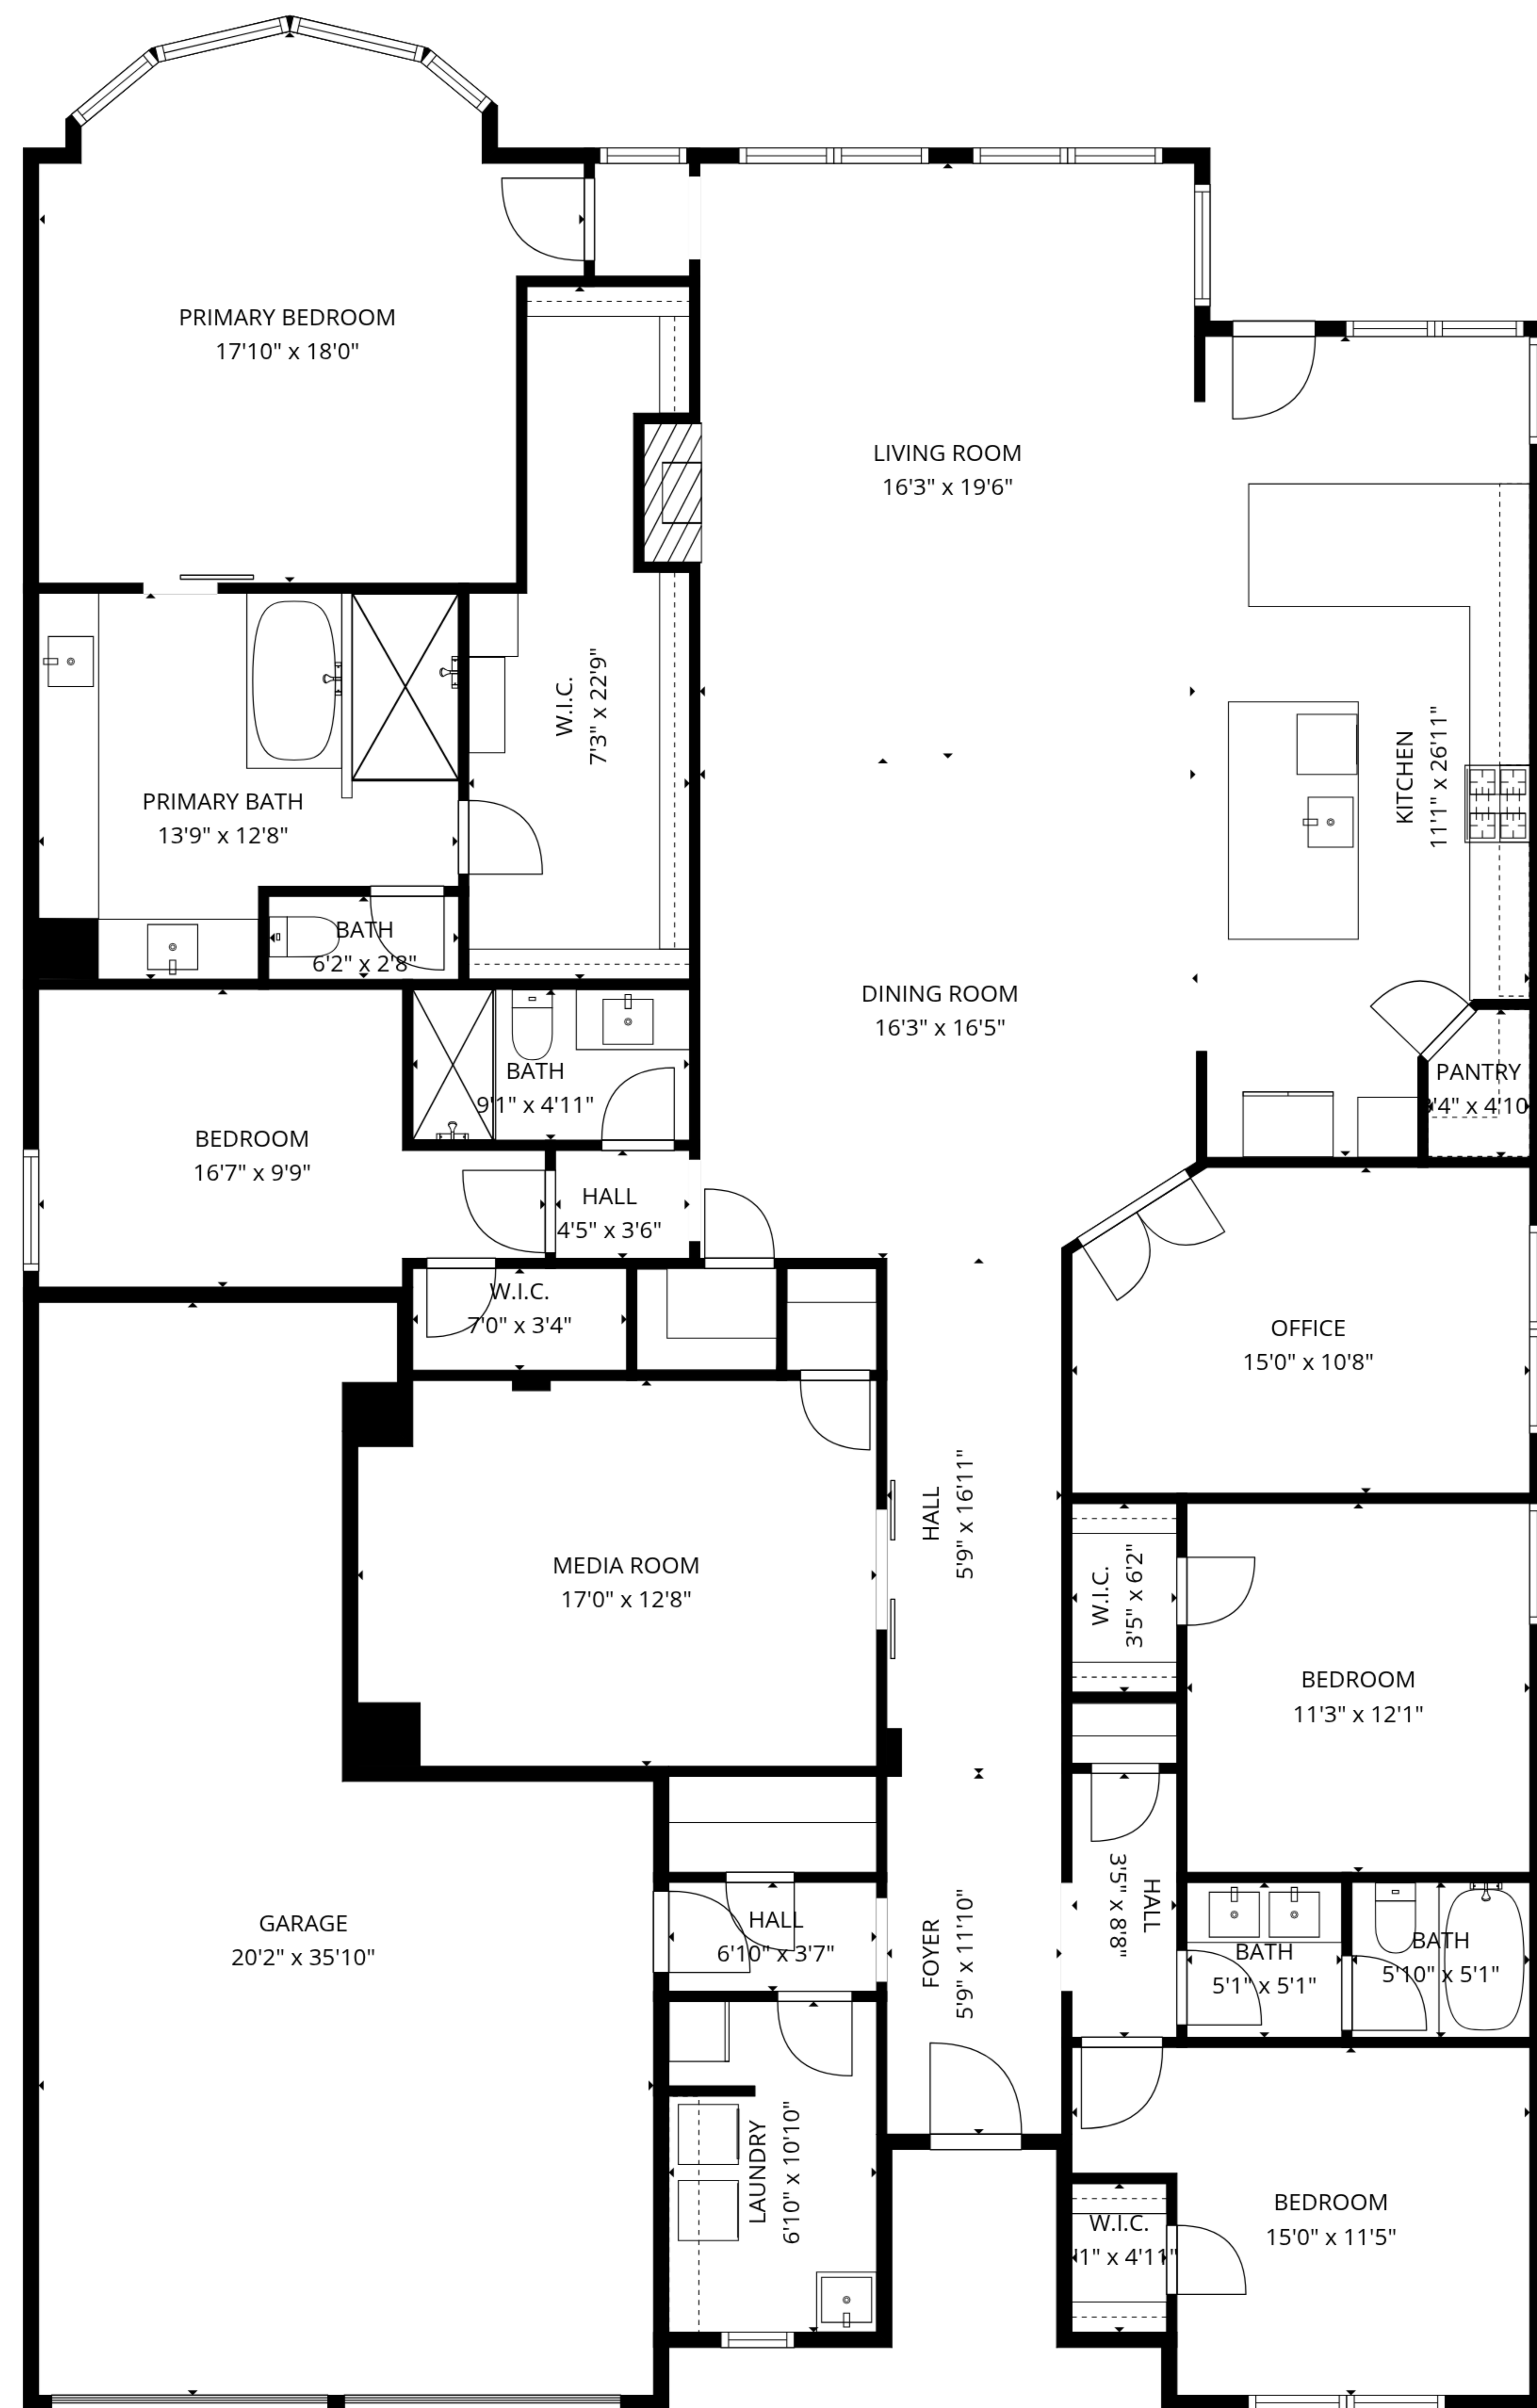 PRIMARY BEDROOM
17'10" x 18'0"
LIVING ROOM
16'3" x 19'6"
W.I.C.
7'3" x 22'9"
KITCHEN
11'1" x 26'11"
PRIMARY BATH
13'9" x 12'8"
BATH
6'2" x 2'8"
DINING ROOM
16'3" x 16'5"
BATH
9'1" x 4'11"
PANTRY
'4" x 4'10
BEDROOM
16'7" x 9'9"
HALL
4'5" x 3'6"
W.I.C.
7'0" x 3'4"
OFFICE
15'0" x 10'8"
HALL
5'9" x 16'11"
MEDIA ROOM
17'0" x 12'8"
W.I.C.
3'5" x 6'2"
BEDROOM
11'3" x 12'1"
GARAGE
20'2" x 35'10"
HALL
6'10" x 3'7"
FOYER
5'9" x 11'10"
HALL
3'5" x 8'8"
BATH
5'1" x 5'1"
BATH
5'10" x 5'1"
LAUNDRY
6'10" x 10'10"
W.I.C.
'1" x 4'11"
BEDROOM
15'0" x 11'5"